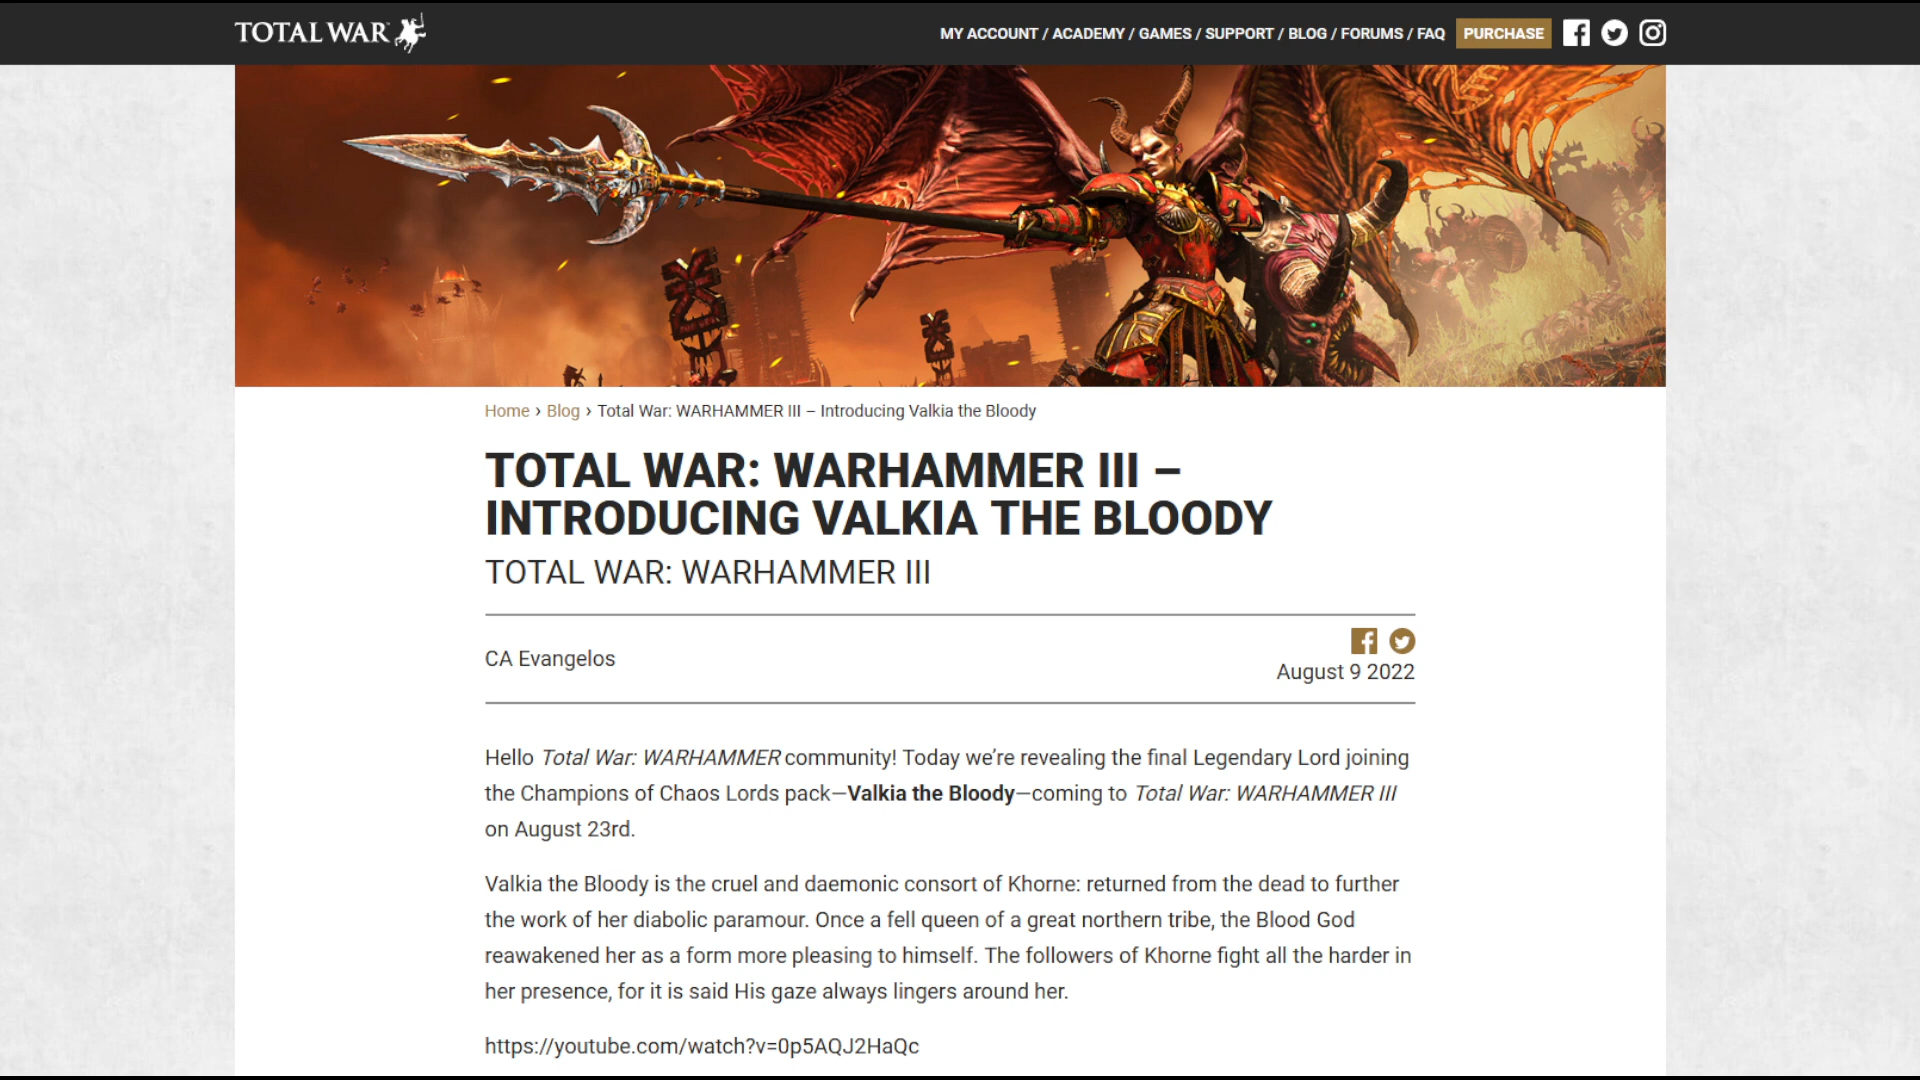 TOTAL WAR
MY ACCOUNT / ACADEMY / GAMES / SUPPORT / BLOG / FORUMS / FAQ PURCHASE
Home › Blog › Total War: WARHAMMER III – Introducing Valkia the Bloody
TOTAL WAR: WARHAMMER III –
INTRODUCING VALKIA THE BLOODY
TOTAL WAR: WARHAMMER III
CA Evangelos
August 9 2022
Hello Total War: WARHAMMER community! Today we’re revealing the final Legendary Lord joining
the Champions of Chaos Lords pack—Valkia the Bloody—coming to Total War: WARHAMMER III
on August 23rd.
Valkia the Bloody is the cruel and daemonic consort of Khorne: returned from the dead to further
the work of her diabolic paramour. Once a fell queen of a great northern tribe, the Blood God
reawakened her as a form more pleasing to himself. The followers of Khorne fight all the harder in
her presence, for it is said His gaze always lingers around her.
https://youtube.com/watch?v=0p5AQJ2HaQc